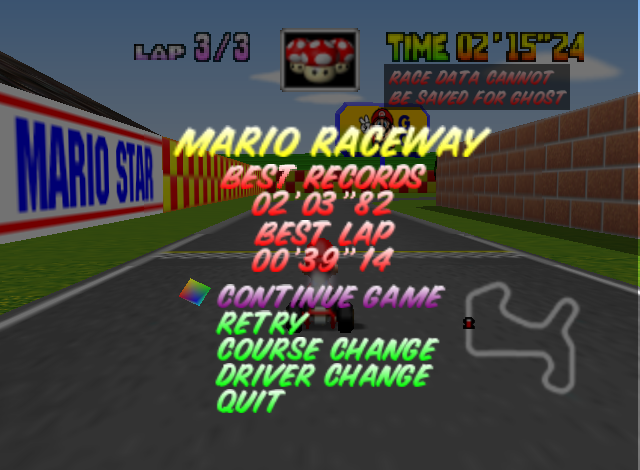 LAP 3/3
TIME 02'15"24
RACE DATA CANNOT
BE SAVED FOR GHOST
G
MARIO STAR
MARIO RACEWAY
BEST RECORDS
02'03"82
BEST LAP
00'39"14
CONTINUE GAME
RETRY
COURSE CHANGE
DRIVER CHANGE
QUIT